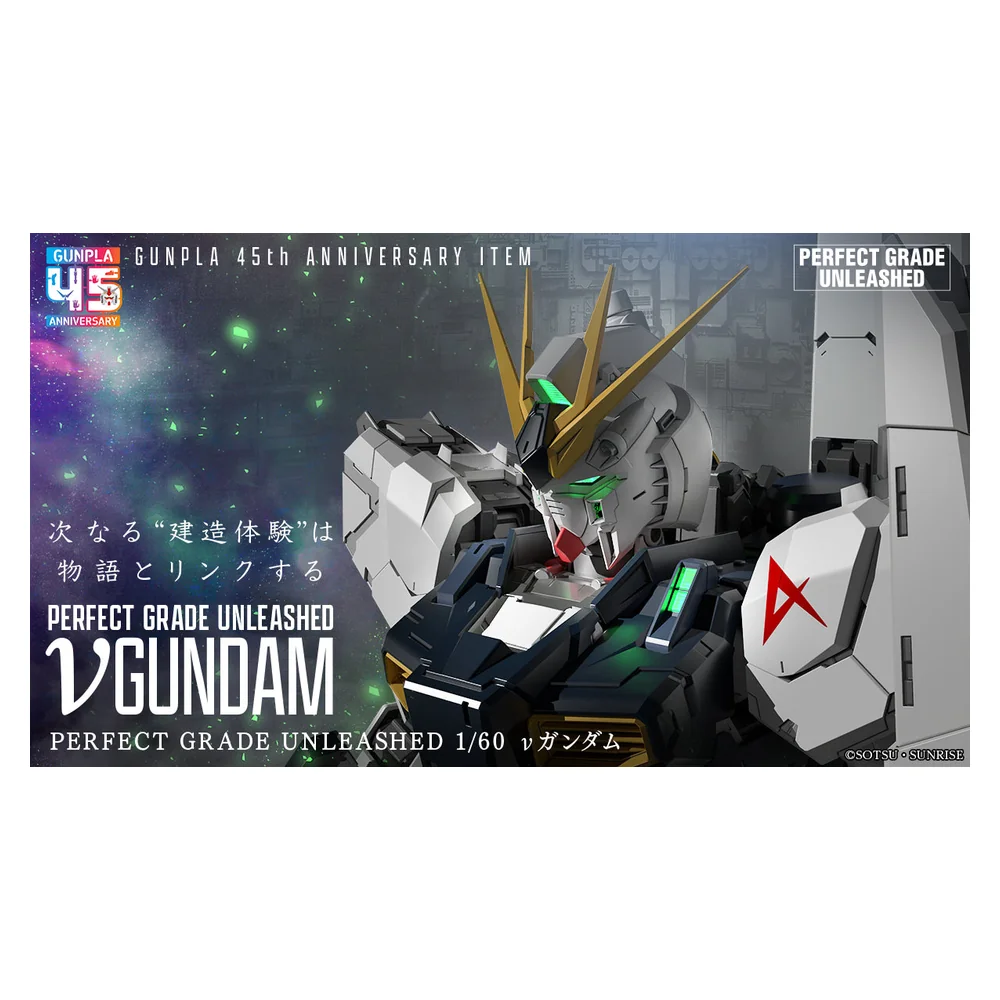 GUNPLA
45
ANNIVERSARY
GUNPLA 45th ANNIVERSARY ITEM
PERFECT GRADE
UNLEASHED
次なる“建造体験”は
物語とリンクする
PERFECT GRADE UNLEASHED
νGUNDAM
PERFECT GRADE UNLEASHED 1/60 νガンダム
©SOTSU・SUNRISE